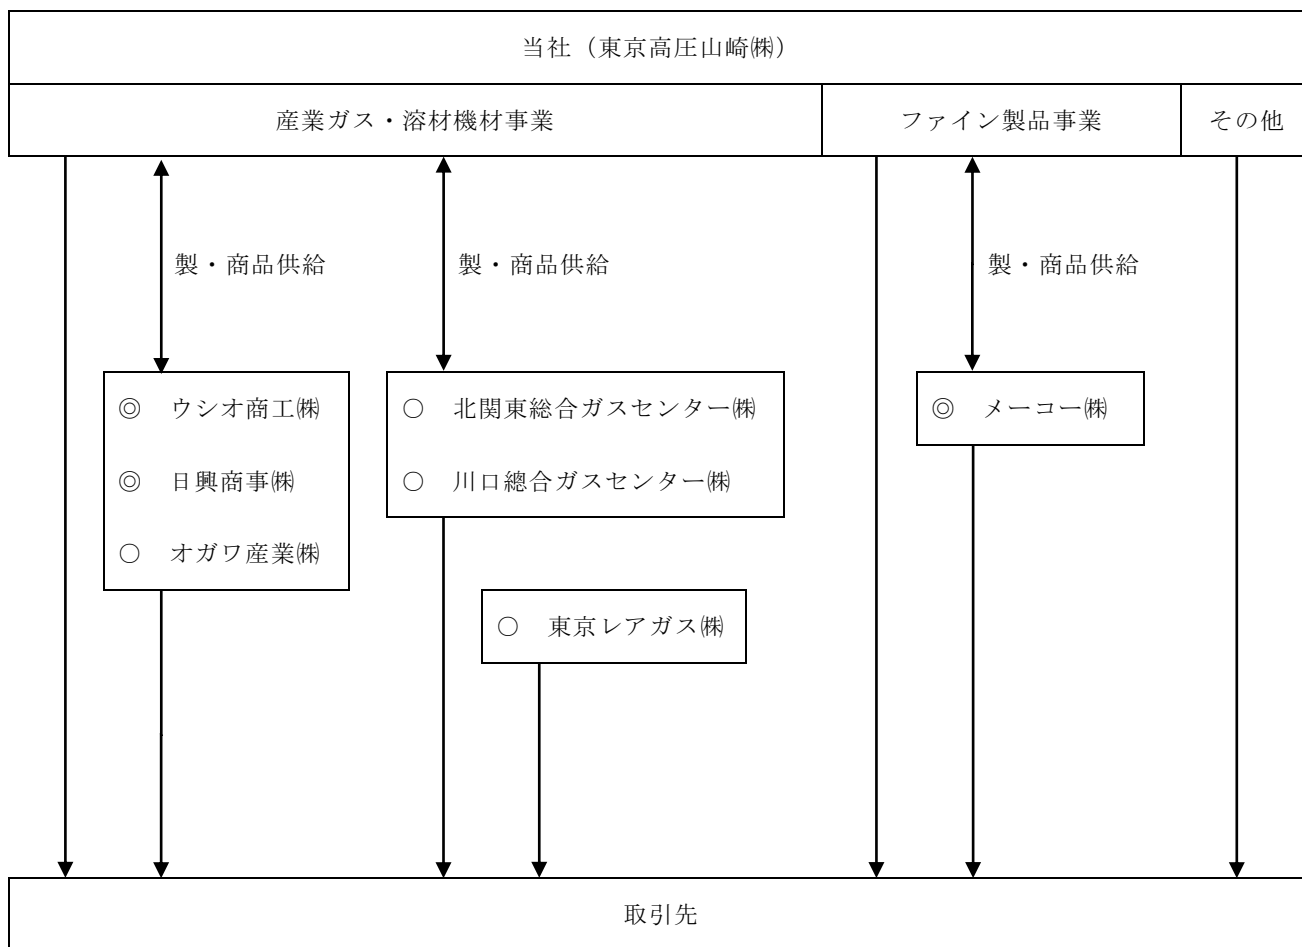 当社（東京高圧山崎㈱）
産業ガス・溶材機材事業
ファイン製品事業
その他
製・商品供給
製・商品供給
製・商品供給
◎　ウシオ商工㈱
◎　日興商事㈱
○　オガワ産業㈱
○　北関東総合ガスセンター㈱
○　川口總合ガスセンター㈱
○　東京レアガス㈱
◎　メーコー㈱
取引先